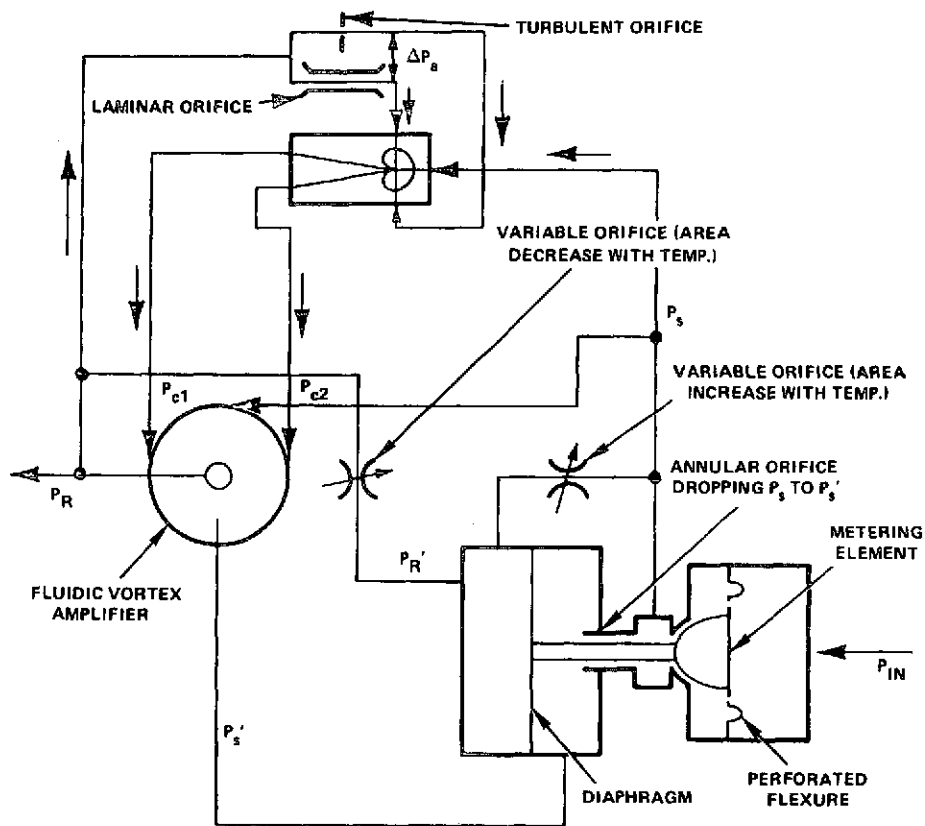 TURBULENT ORIFICE
ΔPa
LAMINAR ORIFICE
VARIABLE ORIFICE (AREA
DECREASE WITH TEMP.)
Ps
VARIABLE ORIFICE (AREA
INCREASE WITH TEMP.)
Pc1
Pc2
ANNULAR ORIFICE
DROPPING Ps TO Ps'
PR
METERING
ELEMENT
FLUIDIC VORTEX
AMPLIFIER
PR'
PIN
Ps'
DIAPHRAGM
PERFORATED
FLEXURE